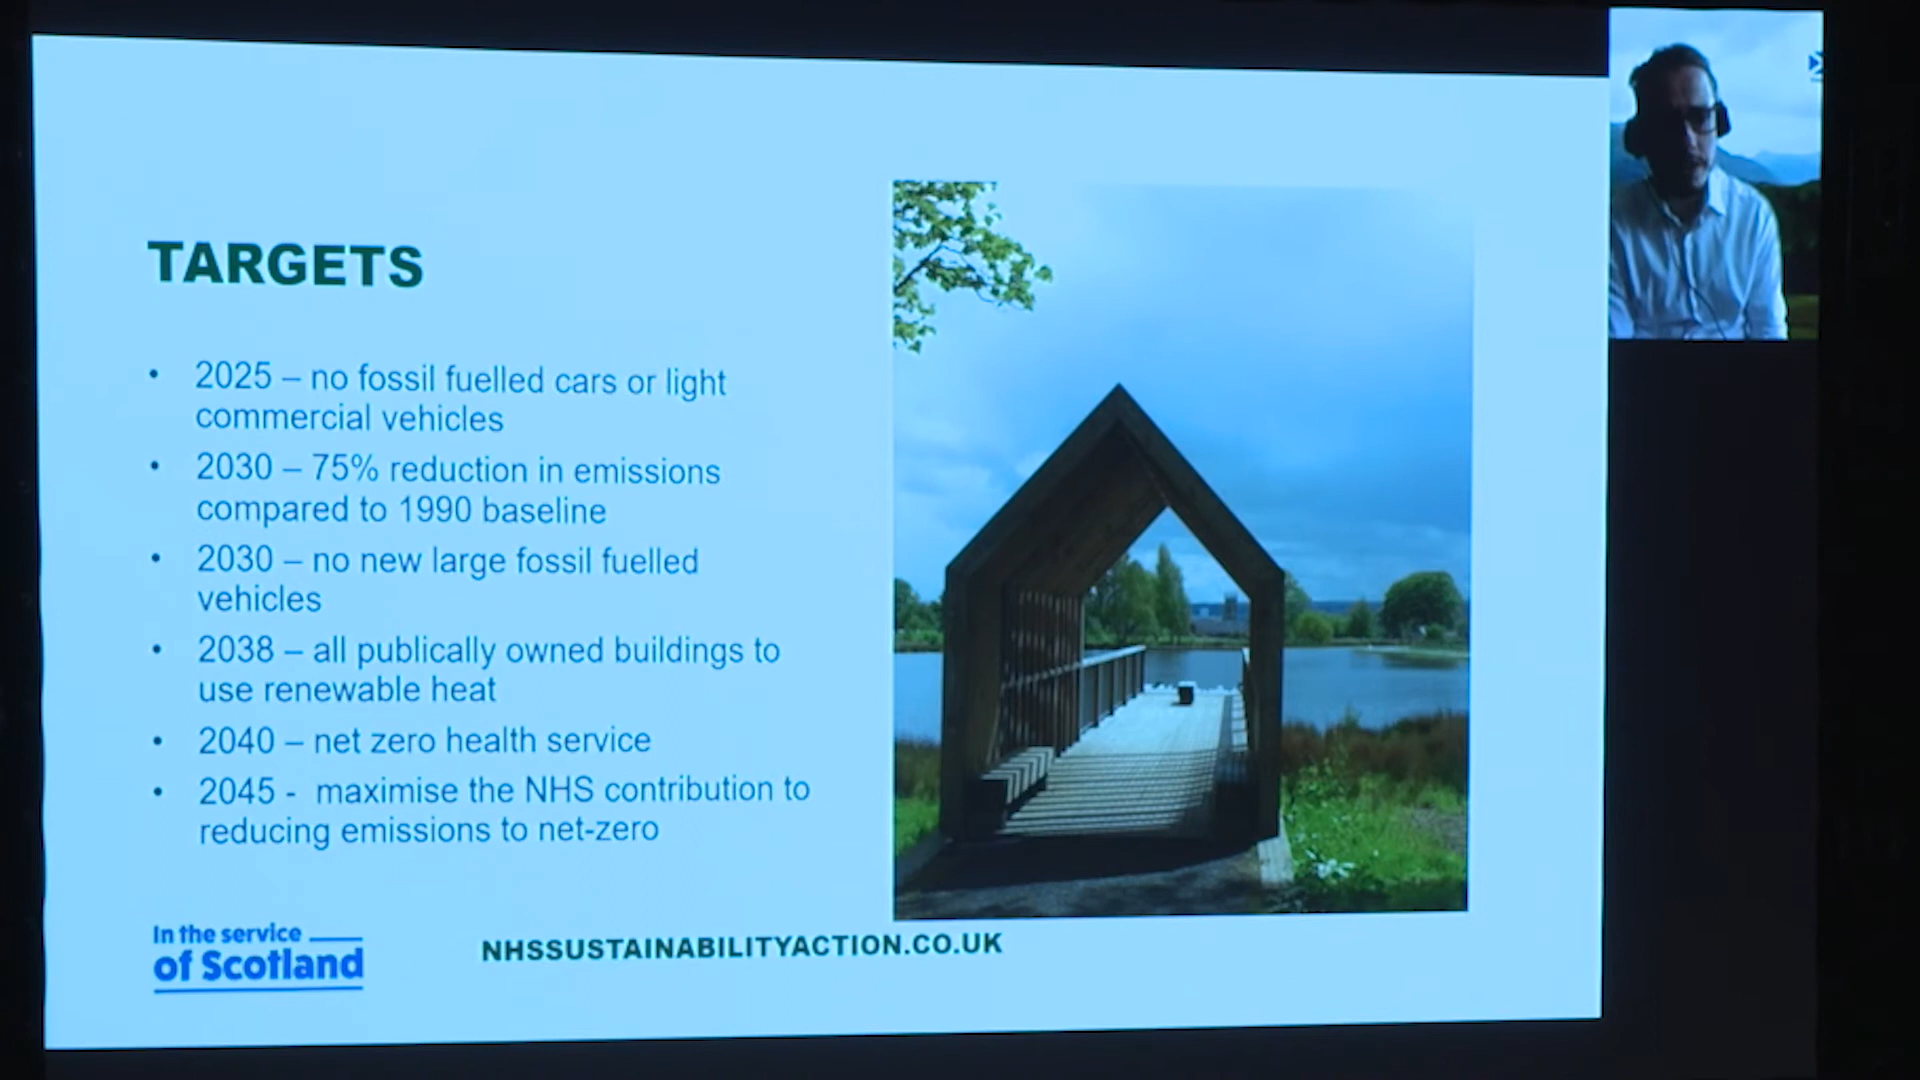 TARGETS
• 2025 – no fossil fuelled cars or light
commercial vehicles
• 2030 – 75% reduction in emissions
compared to 1990 baseline
• 2030 – no new large fossil fuelled
vehicles
• 2038 – all publically owned buildings to
use renewable heat
• 2040 – net zero health service
• 2045 -  maximise the NHS contribution to
reducing emissions to net-zero
In the service
of Scotland
NHSSUSTAINABILITYACTION.CO.UK